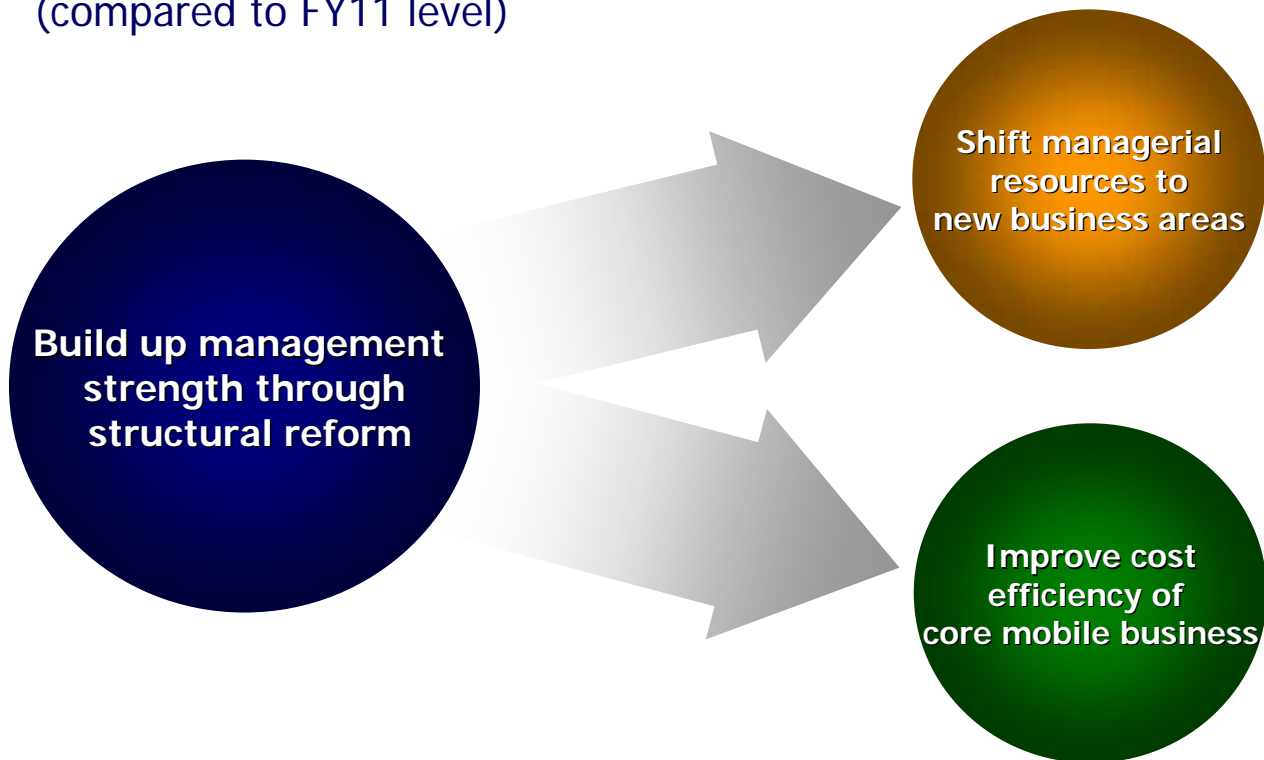 (compared to FY11 level)
Build up management
strength through
structural reform
Shift managerial
resources to
new business areas
Improve cost
efficiency of
core mobile business